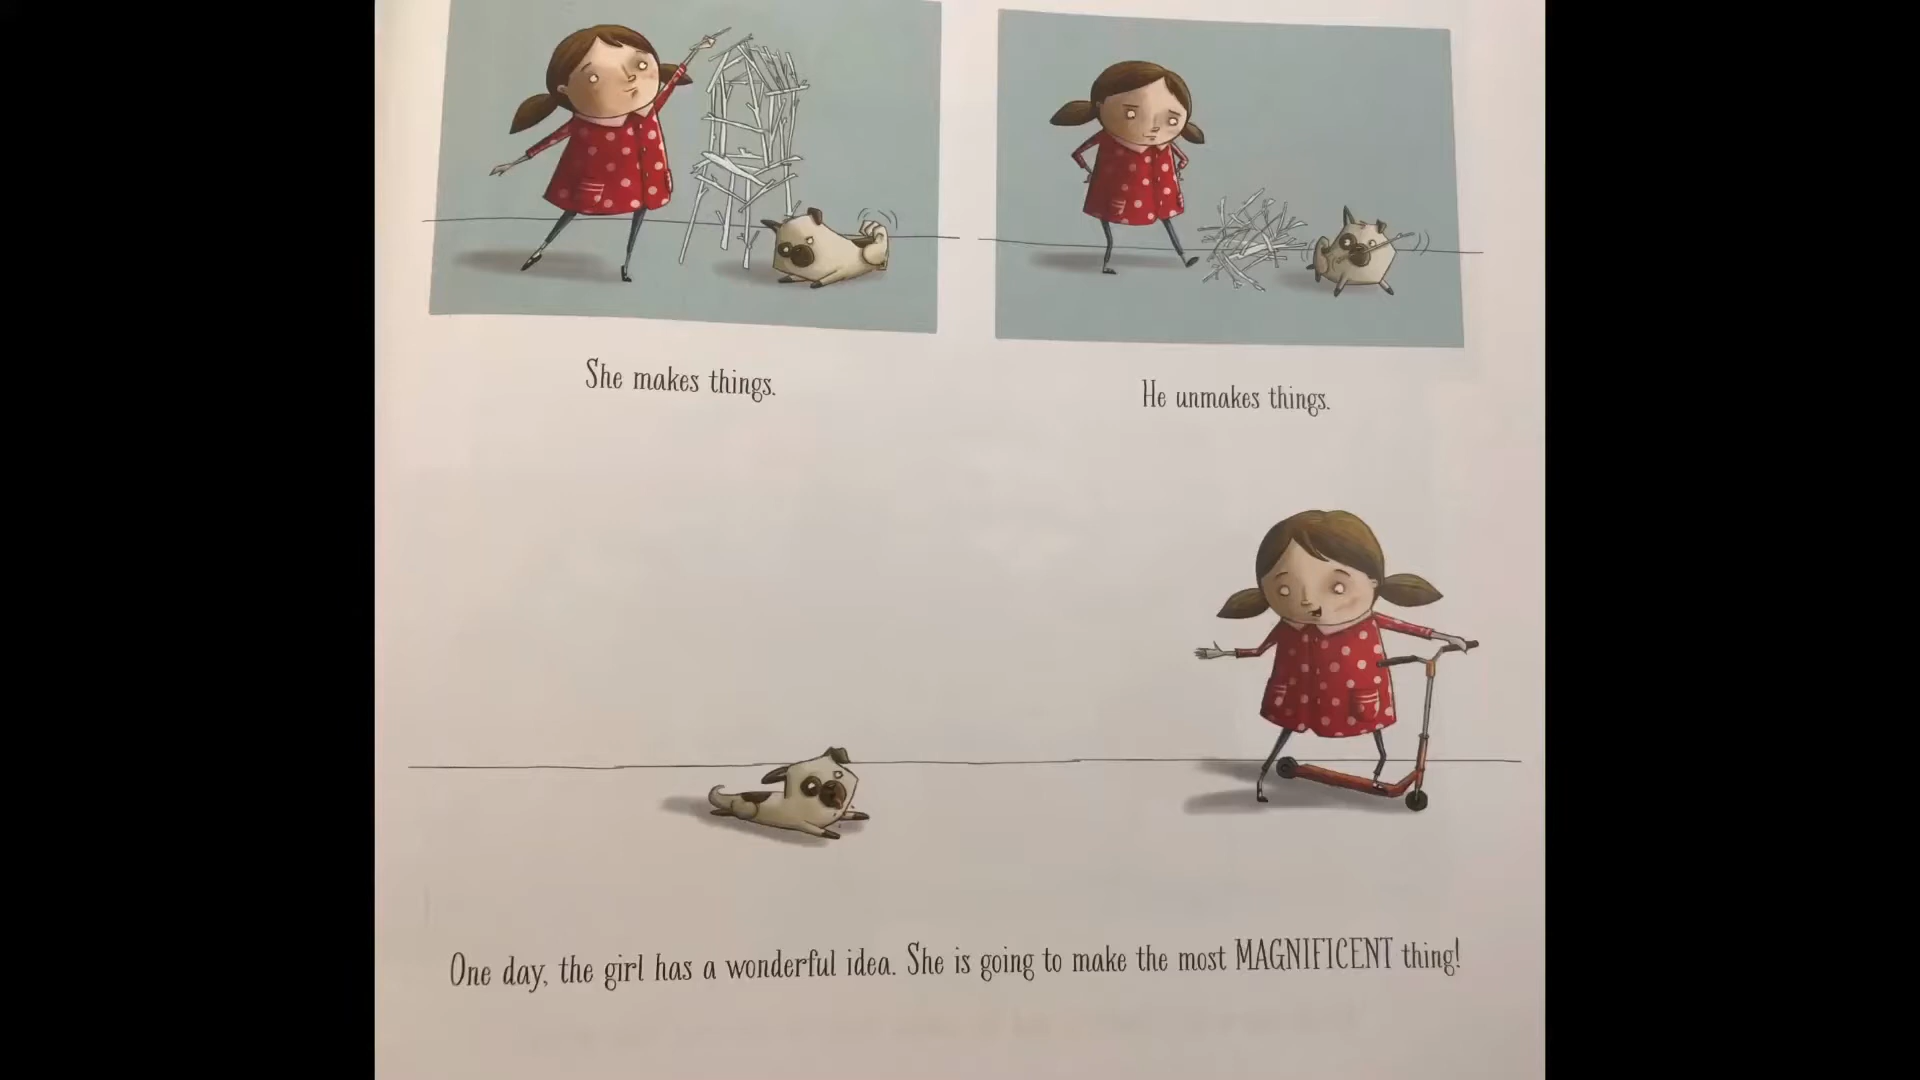 She makes things.
He unmakes things.
One day, the girl has a wonderful idea. She is going to make the most MAGNIFICENT thing!